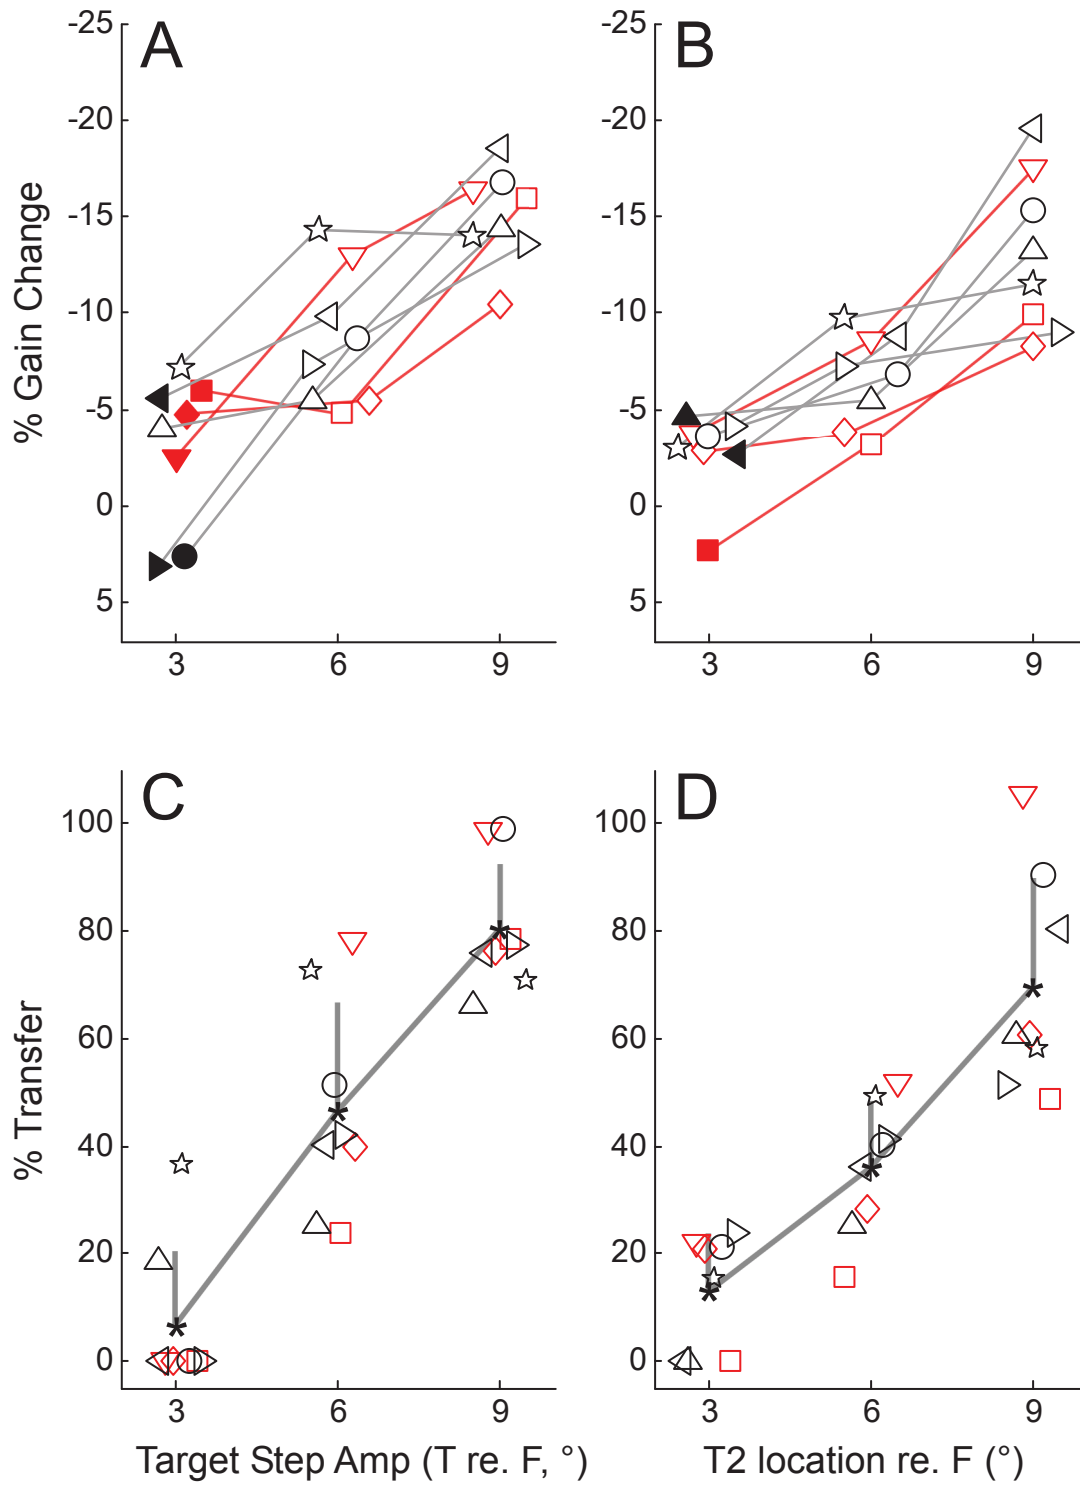 A
B
-25
-20
-15
-10
-5
0
5
% Gain Change
3 6 9
-25
-20
-15
-10
-5
0
5
3 6 9
C
D
100
80
60
40
20
0
% Transfer
3 6 9
Target Step Amp (T re. F, °)
100
80
60
40
20
0
3 6 9
T2 location re. F (°)